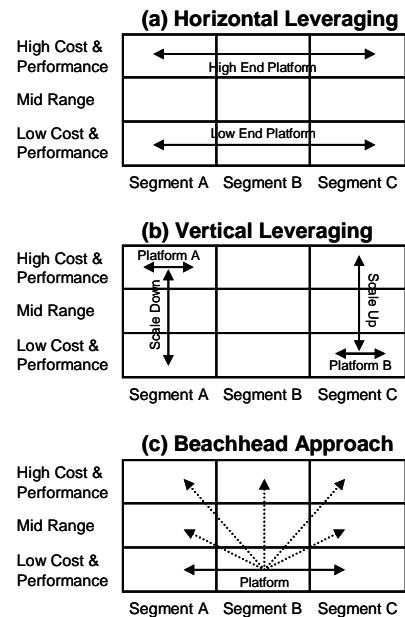 (a) Horizontal Leveraging
High Cost &
Performance
High End Platform
Mid Range
Low Cost &
Performance
Low End Platform
Segment A Segment B Segment C
(b) Vertical Leveraging
High Cost &
Performance
Platform A
Scale Down
Scale Up
Mid Range
Low Cost &
Performance
Platform B
Segment A Segment B Segment C
(c) Beachhead Approach
High Cost &
Performance
Mid Range
Low Cost &
Performance
Platform
Segment A Segment B Segment C